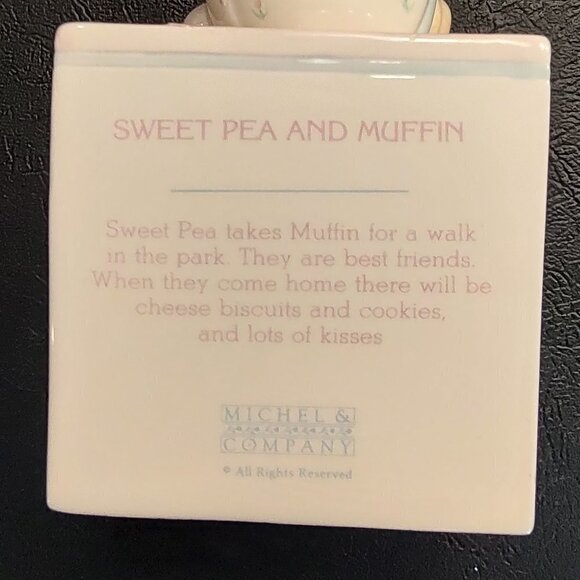 SWEET PEA AND MUFFIN
Sweet Pea takes Muffin for a walk
in the park. They are best friends.
When they come home there will be
cheese biscuits and cookies,
and lots of kisses
MICHEL &
COMPANY
© All Rights Reserved